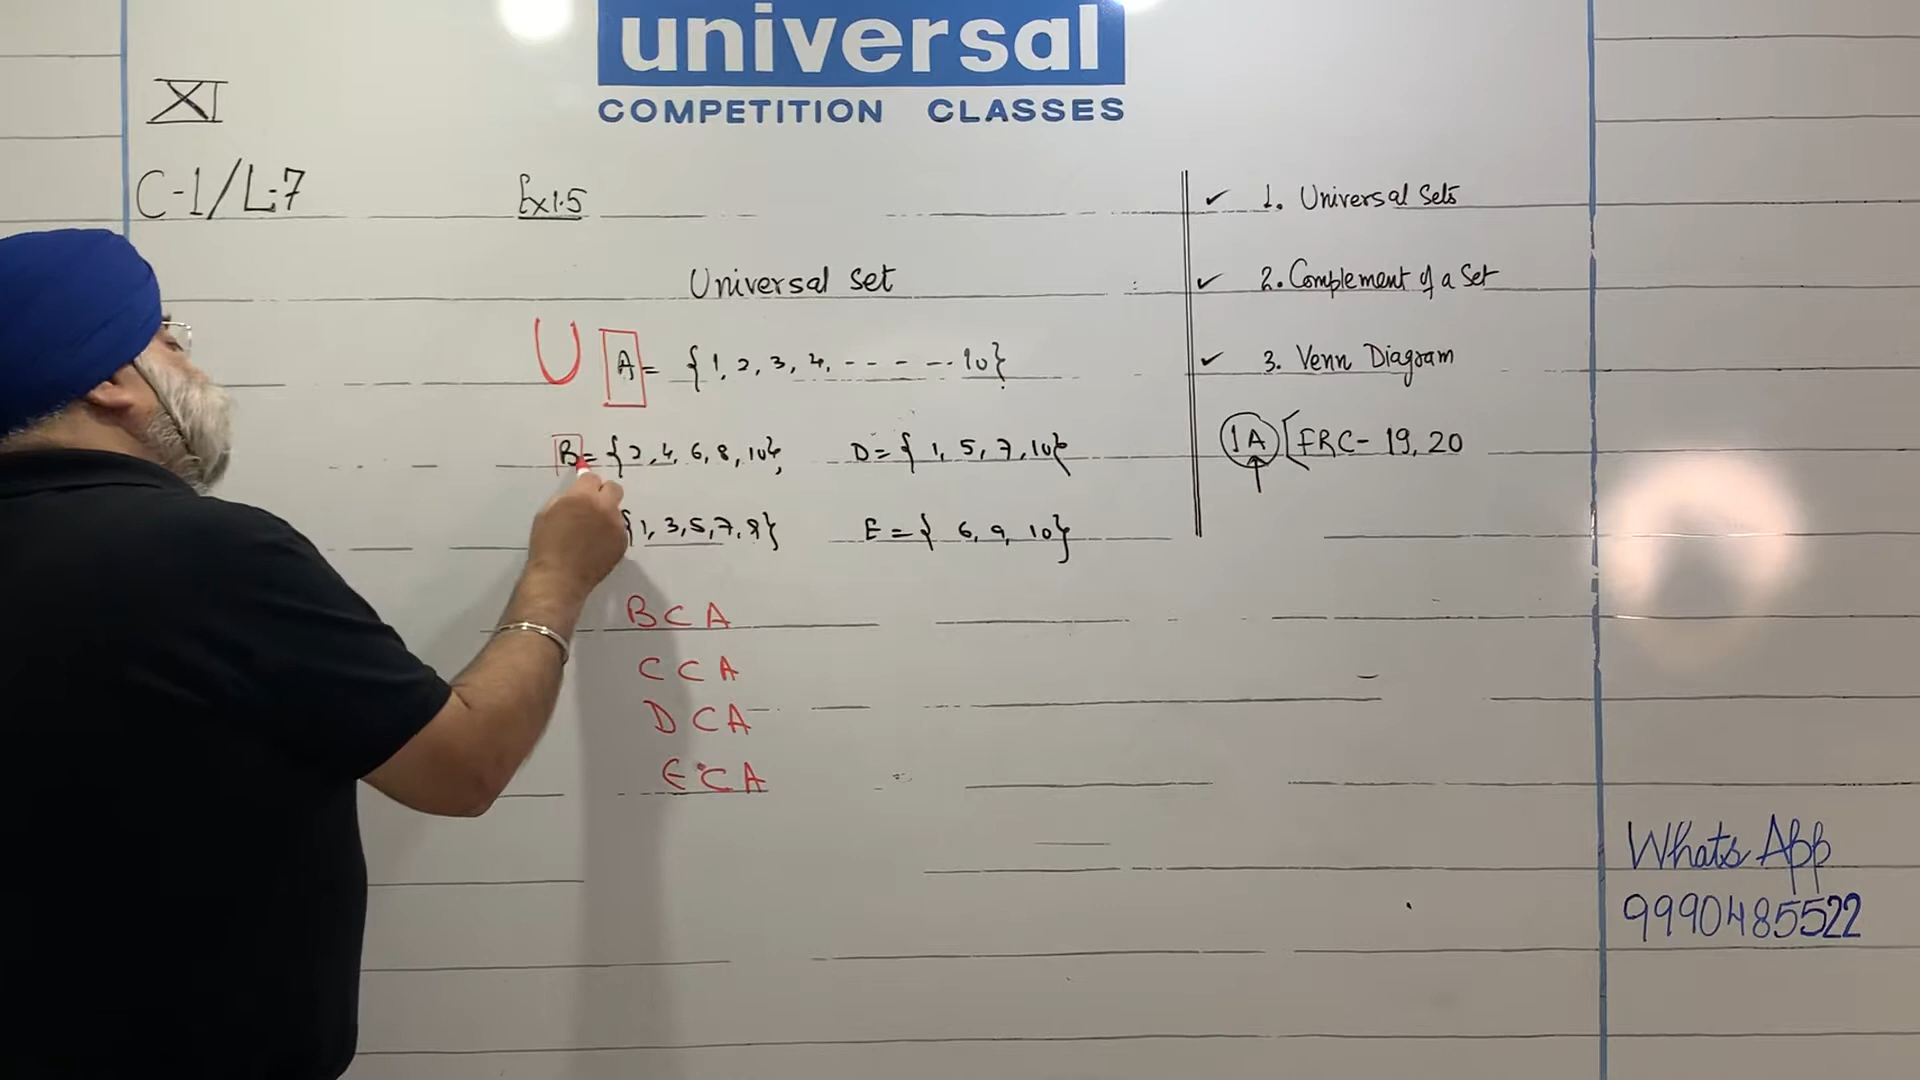 universal
COMPETITION CLASSES
XI
C-1/L-7
Ex 1.5
Universal Set
U A = {1, 2, 3, 4, - - - - -- 10}
B = {2, 4, 6, 8, 10}, D = { 1, 5, 7, 10}
{1, 3, 5, 7, 9} E = { 6, 9, 10}
B ⊂ A
C ⊂ A
D ⊂ A
E ⊂ A
✓ 1. Universal Sets
✓ 2. Complement of a Set
✓ 3. Venn Diagram
1A [FRC- 19, 20
Whats App
9990485522